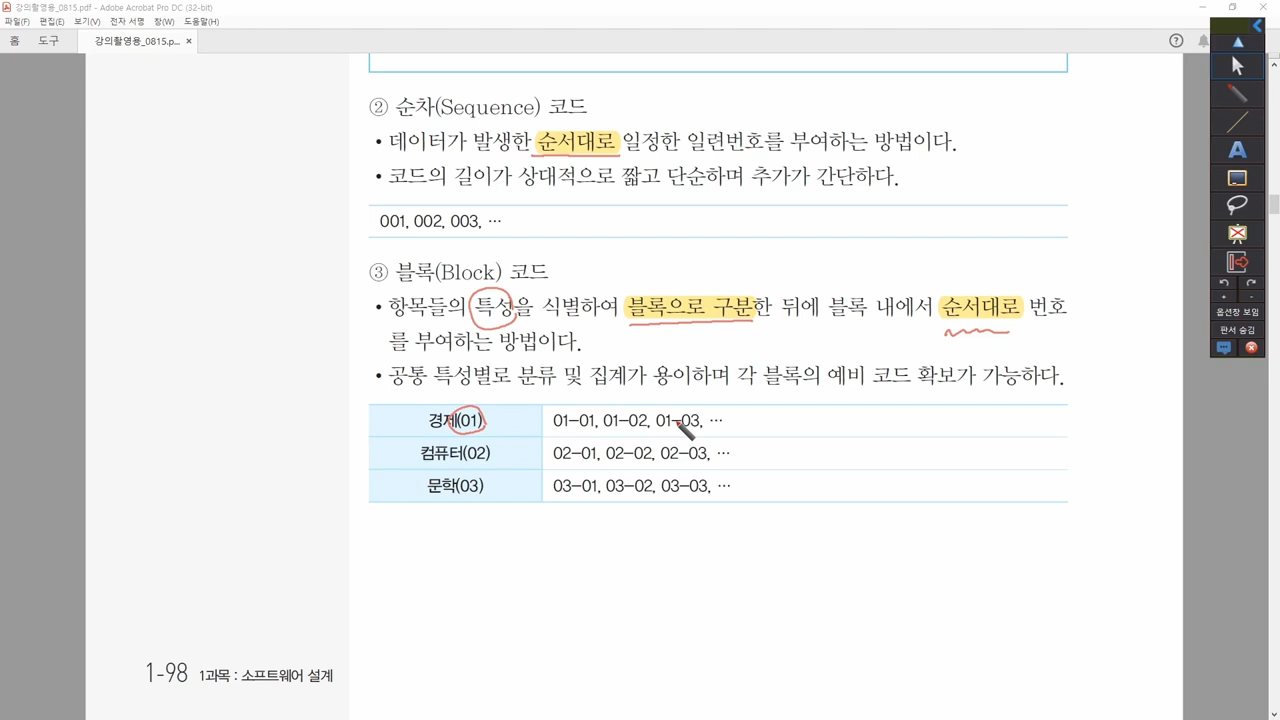 강의촬영용_0815.pdf - Adobe Acrobat Pro DC (32-bit)
파일(F) 편집(E) 보기(V) 전자 서명 창(W) 도움말(H)
홈 도구 강의촬영용_0815.p... ×
② 순차(Sequence) 코드
• 데이터가 발생한 순서대로 일정한 일련번호를 부여하는 방법이다.
• 코드의 길이가 상대적으로 짧고 단순하며 추가가 간단하다.
001, 002, 003, …
③ 블록(Block) 코드
• 항목들의 특성을 식별하여 블록으로 구분한 뒤에 블록 내에서 순서대로 번호
를 부여하는 방법이다.
• 공통 특성별로 분류 및 집계가 용이하며 각 블록의 예비 코드 확보가 가능하다.
경제(01) 01-01, 01-02, 01-03, …
컴퓨터(02) 02-01, 02-02, 02-03, …
문학(03) 03-01, 03-02, 03-03, …
1-98 1과목 : 소프트웨어 설계
A
옵션창 보임
판서 숨김